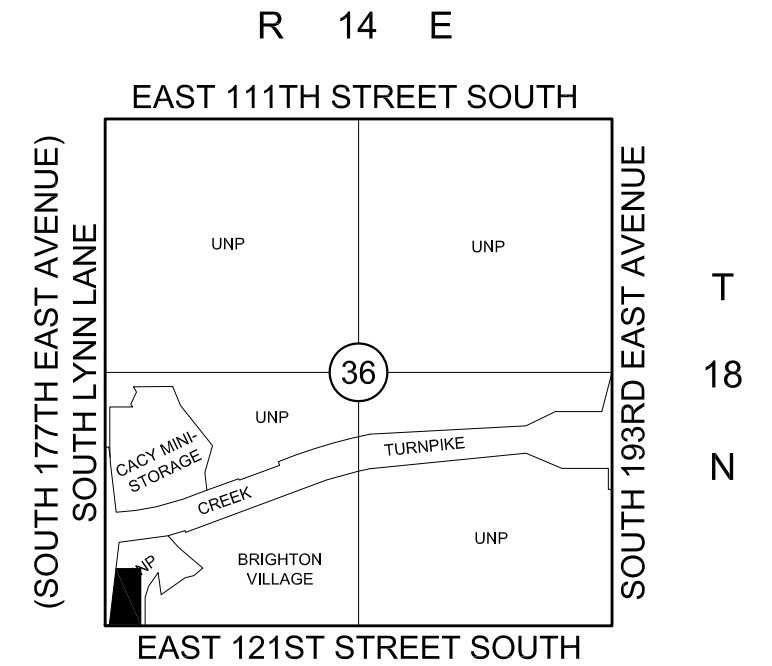 R 14 E
EAST 111TH STREET SOUTH
(SOUTH 177TH EAST AVENUE)
SOUTH LYNN LANE
SOUTH 193RD EAST AVENUE
T
18
N
UNP
UNP
36
UNP
CACY MINI-
STORAGE
CREEK
TURNPIKE
NP
BRIGHTON
VILLAGE
UNP
EAST 121ST STREET SOUTH